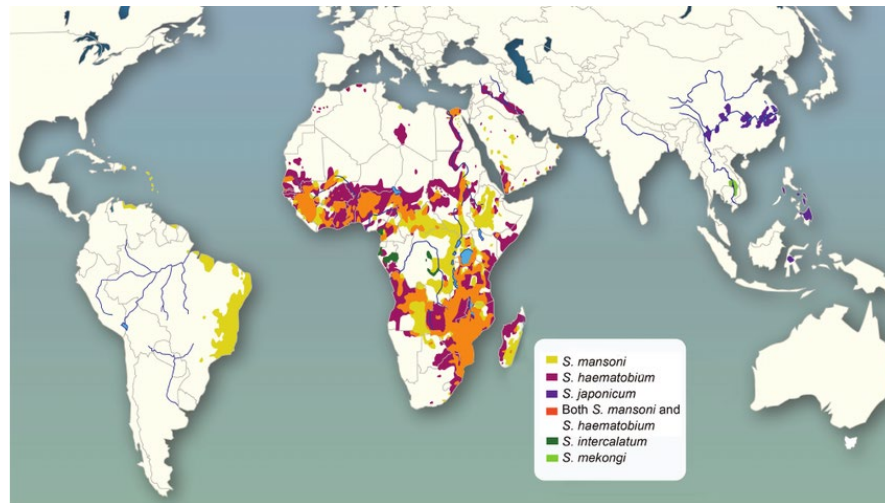 S. mansoni
S. haematobium
S. japonicum
Both S. mansoni and
S. haematobium
S. intercalatum
S. mekongi